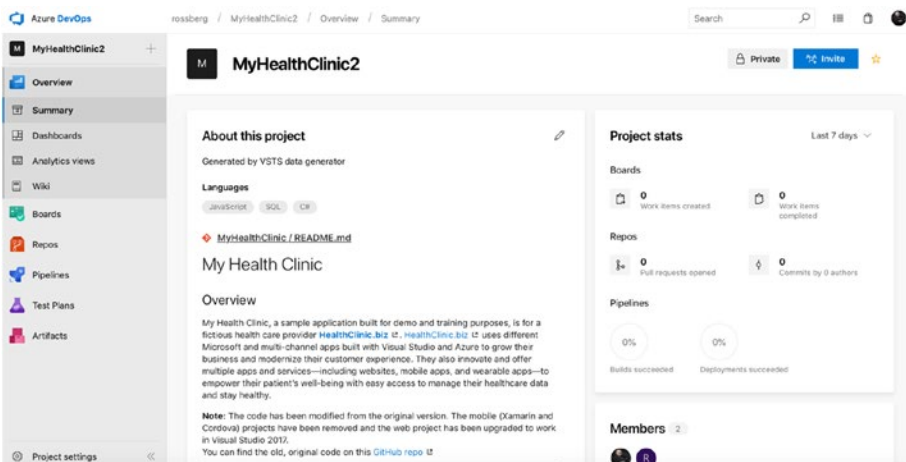 Azure DevOps
rossberg / MyHealthClinic2 / Overview / Summary
Search
M MyHealthClinic2
Overview
Summary
Dashboards
Analytics views
Wiki
Boards
Repos
Pipelines
Test Plans
Artifacts
Project settings
M MyHealthClinic2
Private
Invite
About this project
Generated by VSTS data generator
Languages
JavaScript SQL C#
MyHealthClinic / README.md
My Health Clinic
Overview
My Health Clinic, a sample application built for demo and training purposes, is for a
fictious health care provider HealthClinic.biz. HealthClinic.biz uses different
Microsoft and multi-channel apps built with Visual Studio and Azure to grow their
business and modernize their customer experience. They also innovate and offer
multiple apps and services—including websites, mobile apps, and wearable apps—to
empower their patient's well-being with easy access to manage their healthcare data
and stay healthy.
Note: The code has been modified from the original version. The mobile (Xamarin and
Cordova) projects have been removed and the web project has been upgraded to work
in Visual Studio 2017.
You can find the old, original code on this GitHub repo
Project stats
Last 7 days
Boards
0
Work items created
0
Work items
completed
Repos
0
Pull requests opened
0
Commits by 0 authors
Pipelines
0%
Builds succeeded
0%
Deployments succeeded
Members 2
R